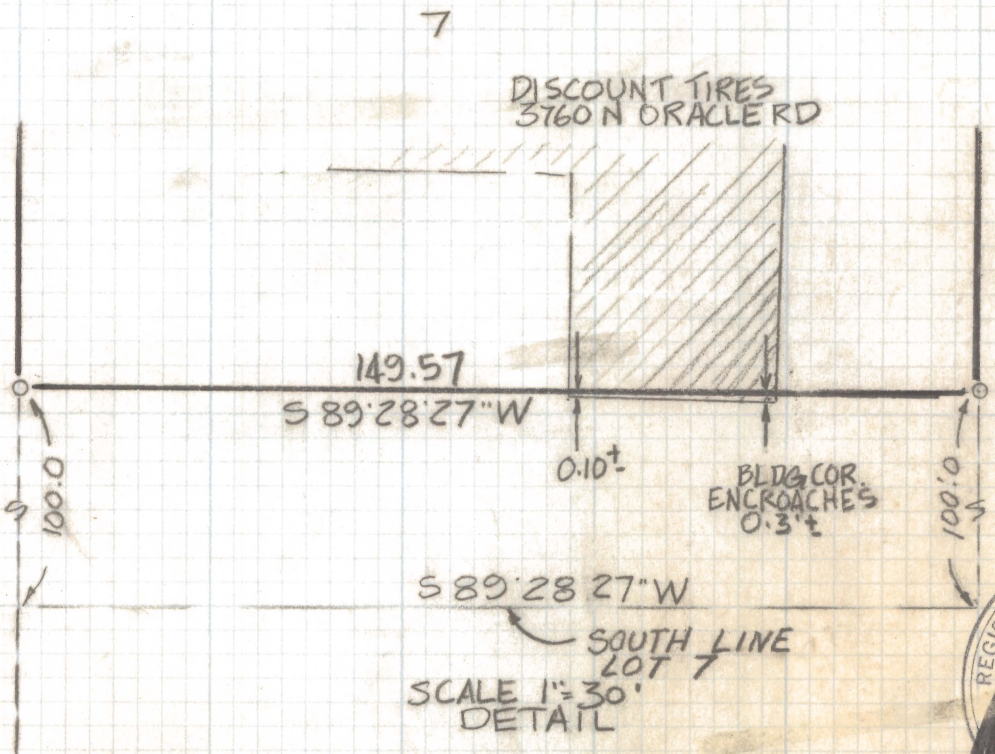 7
DISCOUNT TIRES
3760 N ORACLE RD
149.57
S 89°28'27"W
0.10'±
BLDG COR.
ENCROACHES
0.3'±
100.0
100.0'
S 89°28'27"W
SOUTH LINE
LOT 7
SCALE 1"=30'
DETAIL